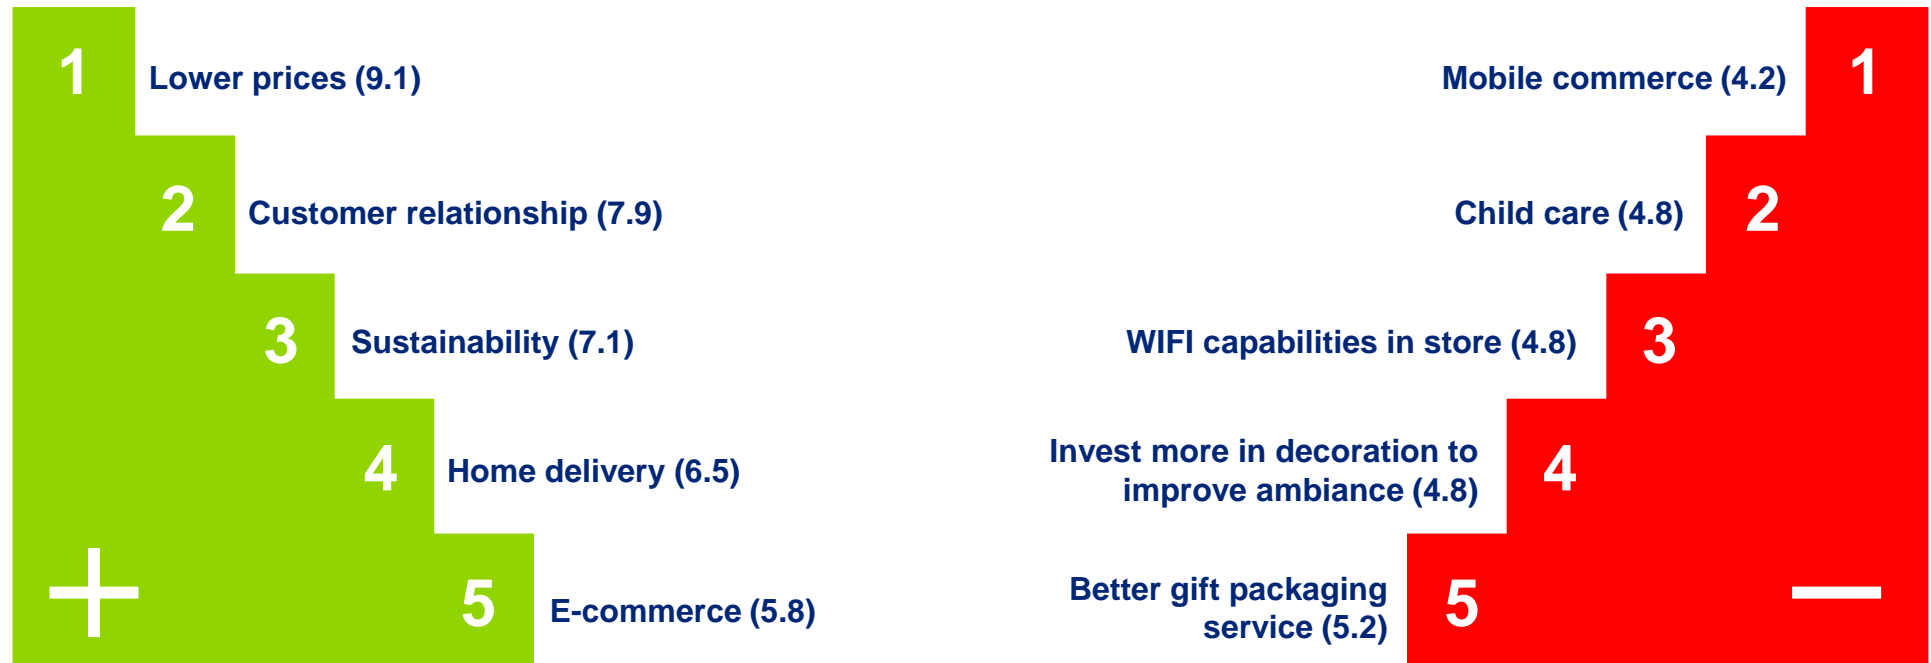 1
Lower prices (9.1)
2
Customer relationship (7.9)
3
Sustainability (7.1)
4
Home delivery (6.5)
+
5
E-commerce (5.8)
Mobile commerce (4.2)
1
Child care (4.8)
2
WIFI capabilities in store (4.8)
3
Invest more in decoration to
improve ambiance (4.8)
4
Better gift packaging
service (5.2)
5
—